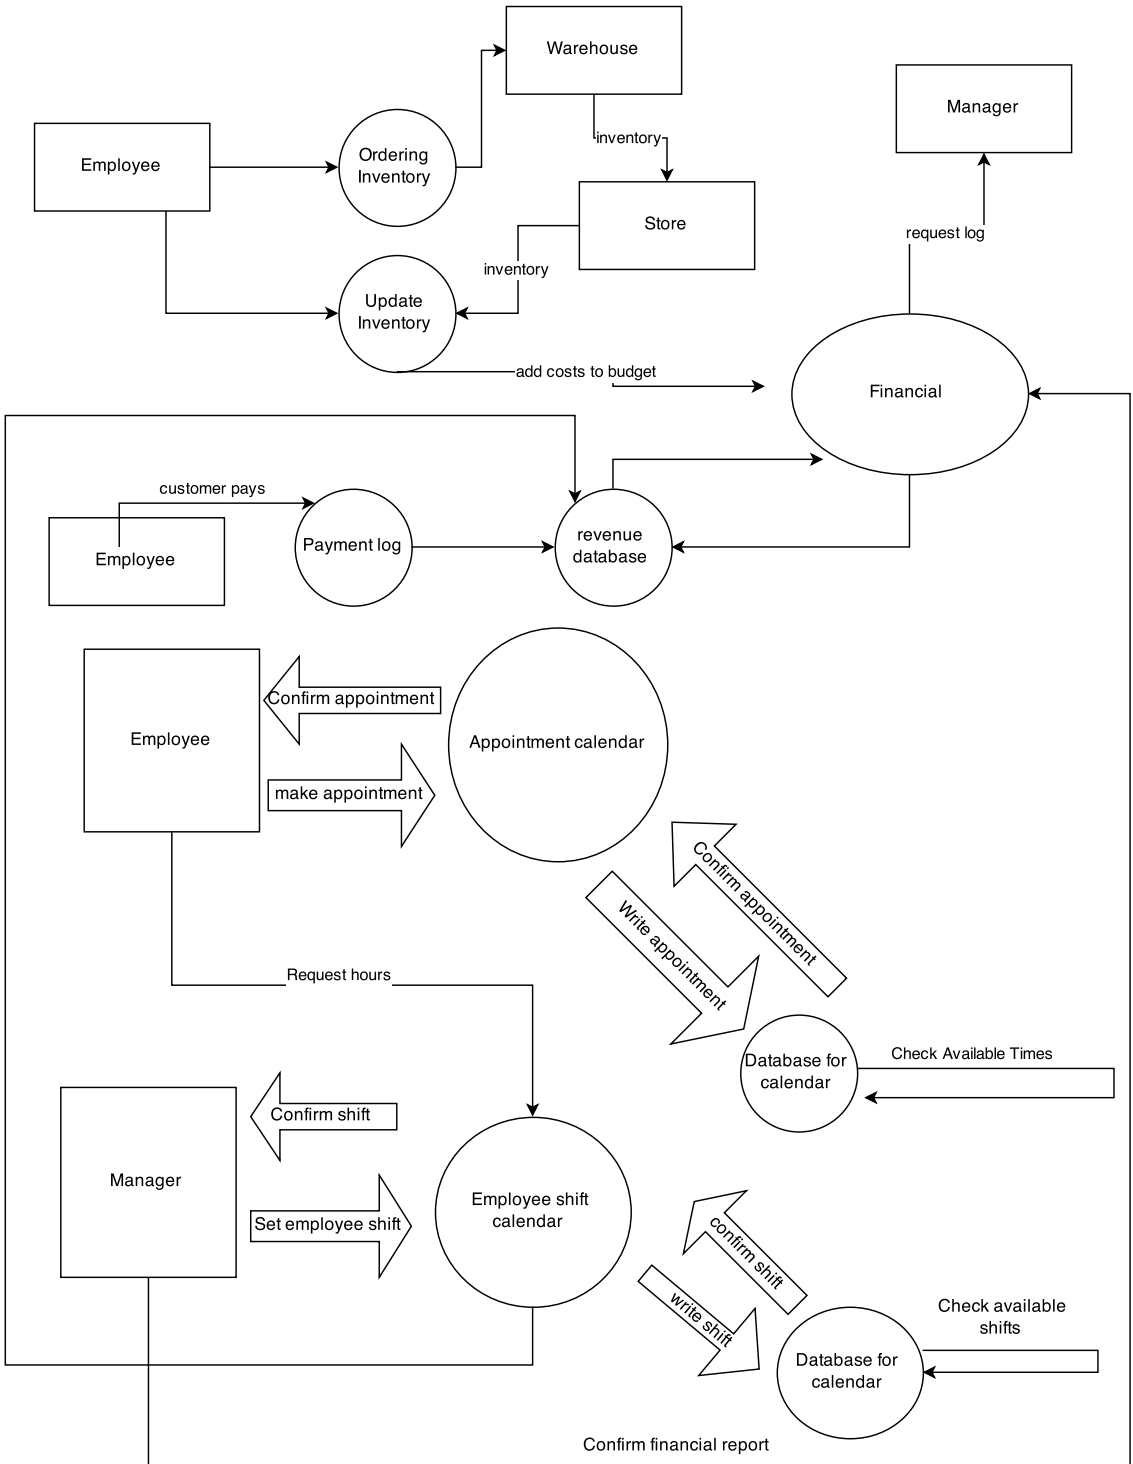 Warehouse
Manager
Employee
Ordering
Inventory
inventory
Store
request log
inventory
Update
Inventory
add costs to budget
Financial
customer pays
Employee
Payment log
revenue
database
Confirm appointment
Employee
Appointment calendar
make appointment
Confirm appointment
Write appointment
Request hours
Database for
calendar
Check Available Times
Confirm shift
Manager
Employee shift
calendar
Set employee shift
confirm shift
write shift
Check available
shifts
Database for
calendar
Confirm financial report